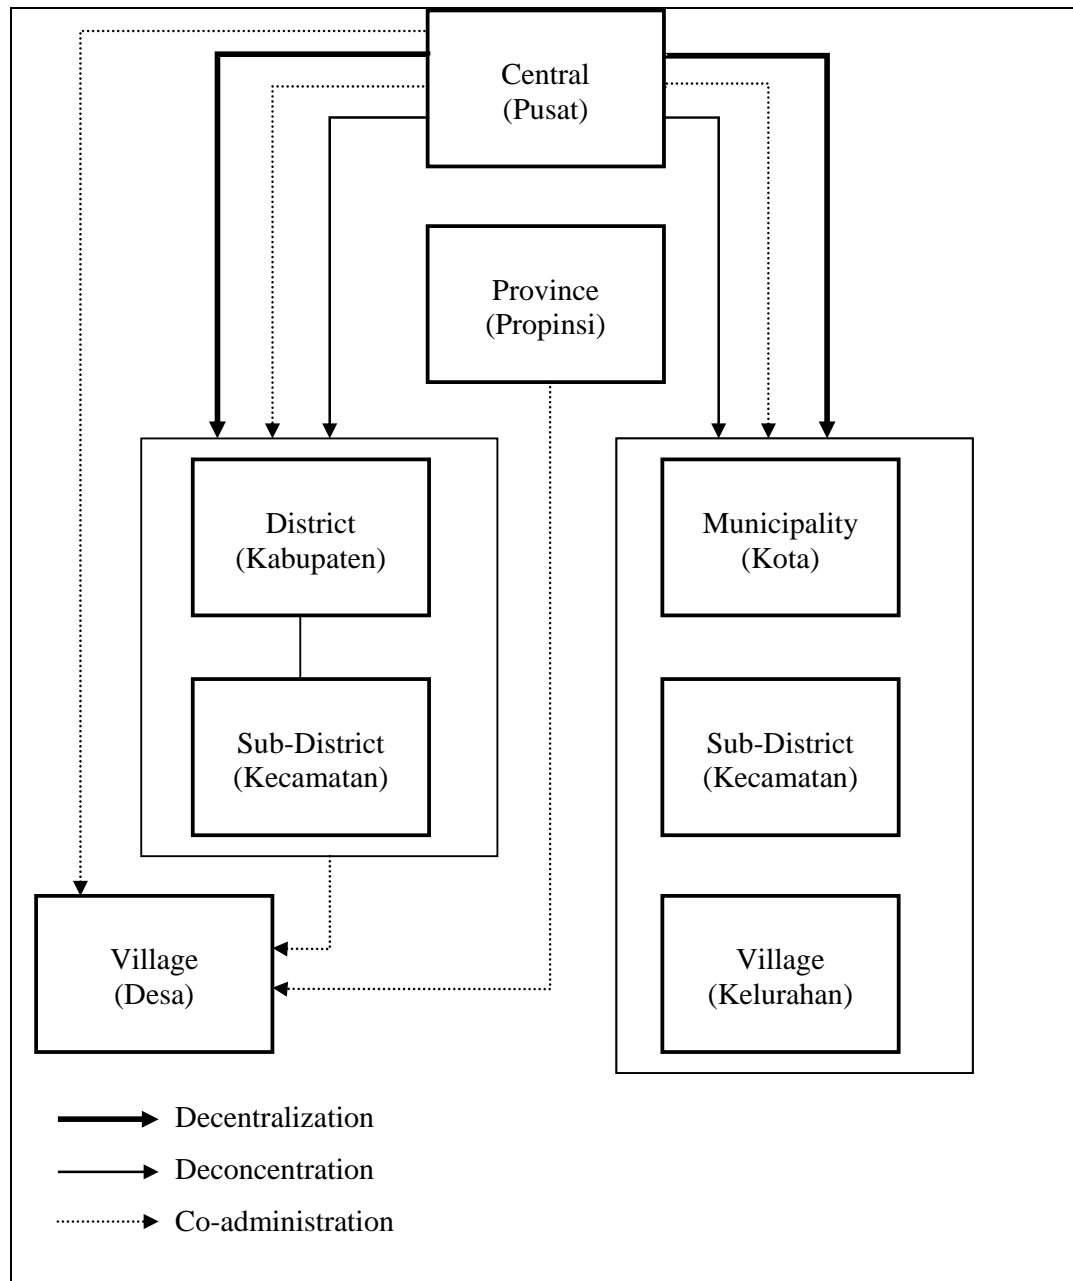 Central
(Pusat)
Province
(Propinsi)
District
(Kabupaten)
Municipality
(Kota)
Sub-District
(Kecamatan)
Sub-District
(Kecamatan)
Village
(Desa)
Village
(Kelurahan)
Decentralization
Deconcentration
Co-administration